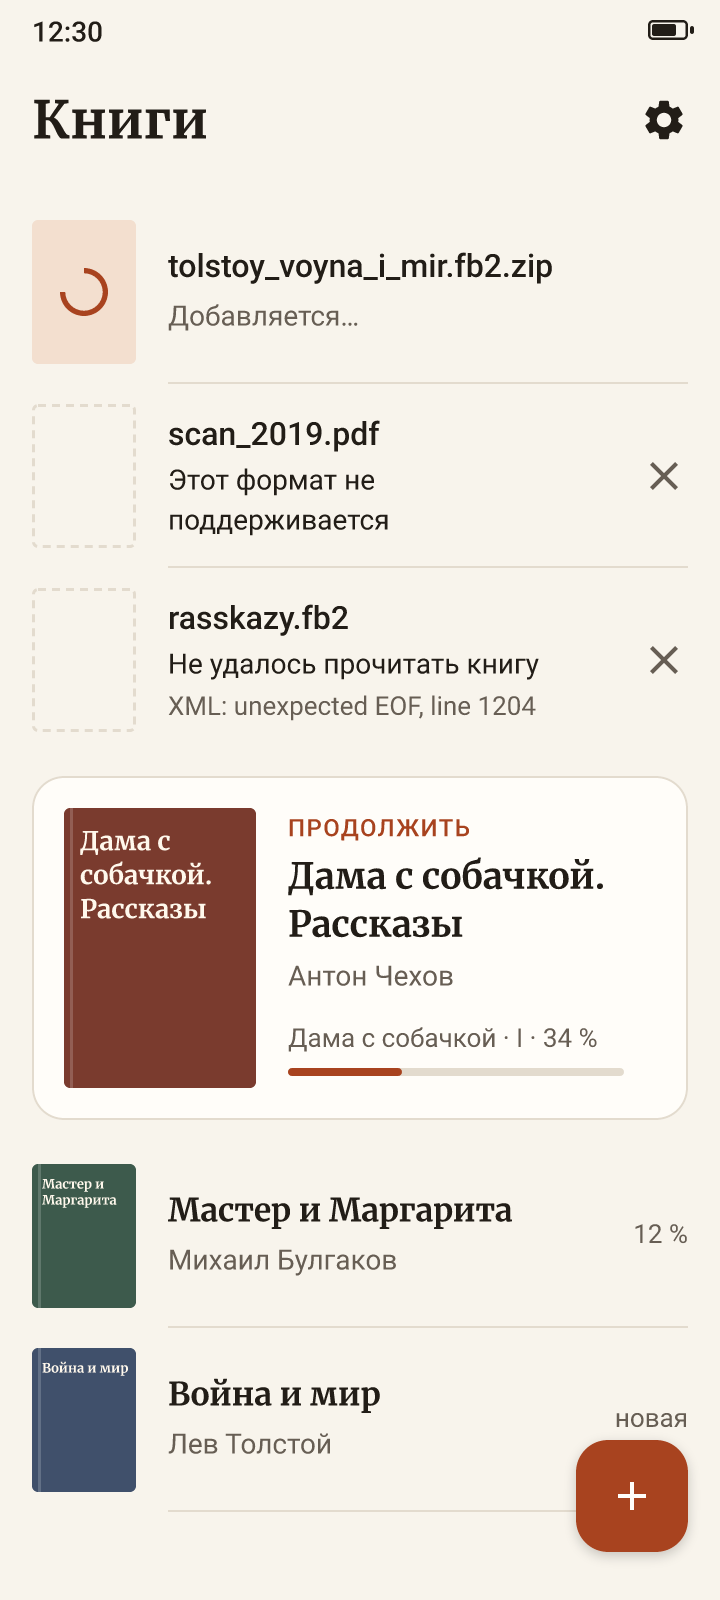 12:30
Книги
tolstoy_voyna_i_mir.fb2.zip
Добавляется…
scan_2019.pdf
Этот формат не
поддерживается
rasskazy.fb2
Не удалось прочитать книгу
XML: unexpected EOF, line 1204
Дама с
собачкой.
Рассказы
ПРОДОЛЖИТЬ
Дама с собачкой.
Рассказы
Антон Чехов
Дама с собачкой · I · 34 %
Мастер и
Маргарита
Мастер и Маргарита
Михаил Булгаков
12 %
Война и мир
Война и мир
Лев Толстой
новая